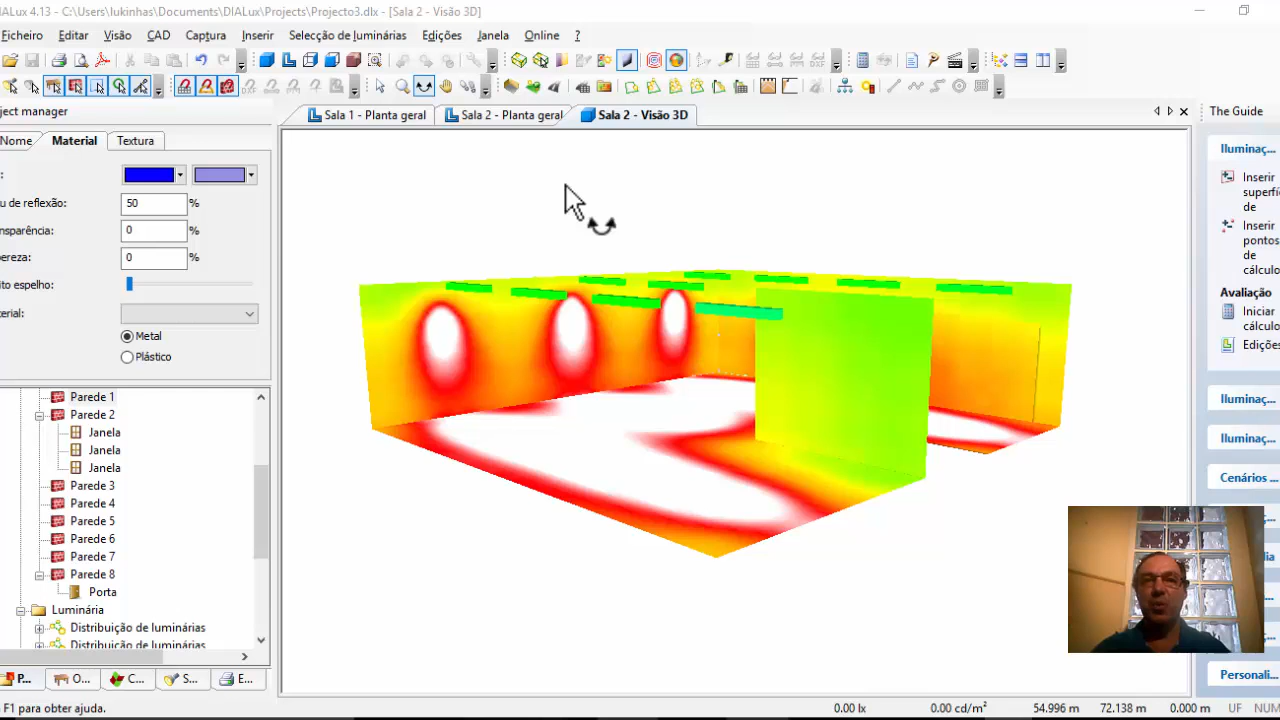 IALux 4.13 - C:\Users\lukinhas\Documents\DIALux\Projects\Projecto3.dlx - [Sala 2 - Visão 3D]
Ficheiro Editar Visão CAD Captura Inserir Selecção de luminárias Edições Janela Online ?
oject manager
Nome Material Textura
:
u de reflexão: 50 %
nsparência: 0 %
pereza: 0 %
ito espelho:
aterial:
Metal
Plástico
Parede 1
Parede 2
Janela
Janela
Janela
Parede 3
Parede 4
Parede 5
Parede 6
Parede 7
Parede 8
Porta
Luminária
Distribuição de luminárias
Distribuição de luminárias
P... O... C... S... E...
Sala 1 - Planta geral Sala 2 - Planta geral Sala 2 - Visão 3D
The Guide
Iluminaç...
Inserir
superfí
de
Inserir
pontos
de
cálculo
Avaliação
Iniciar
cálculo
Ediçõe
Iluminaç...
Iluminaç...
Cenários ...
Personali...
F1 para obter ajuda. 0.00 lx 0.00 cd/m² 54.996 m 72.138 m 0.000 m UF NUM